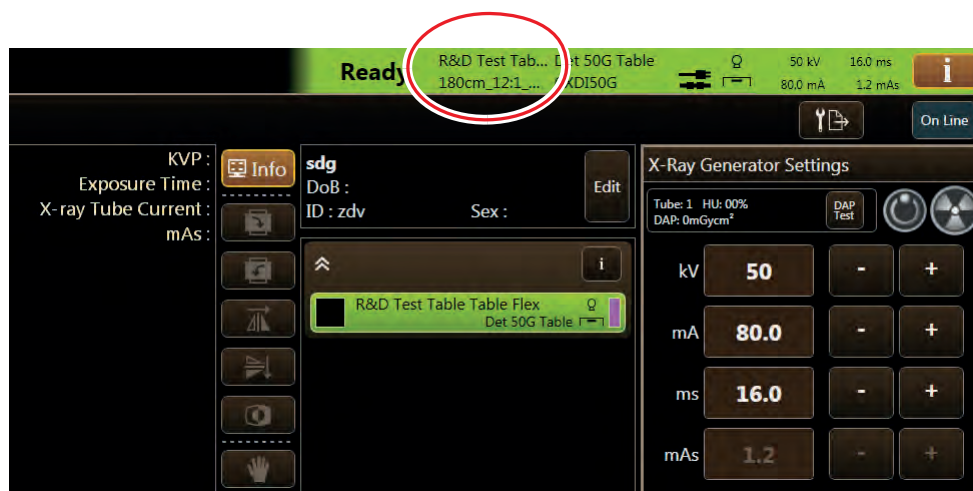 Ready
R&D Test Tab... Det 50G Table
180cm_12:1_... XDI50G
50 kV 16.0 ms
80.0 mA 1.2 mAs
i
On Line
KVP :
Exposure Time :
X-ray Tube Current :
mAs :
Info
sdg
DoB :
ID : zdv Sex :
Edit
i
R&D Test Table Table Flex
Det 50G Table
X-Ray Generator Settings
Tube: 1 HU: 00%
DAP: 0mGycm²
DAP
Test
kV 50 - +
mA 80.0 - +
ms 16.0 - +
mAs 1.2 - +